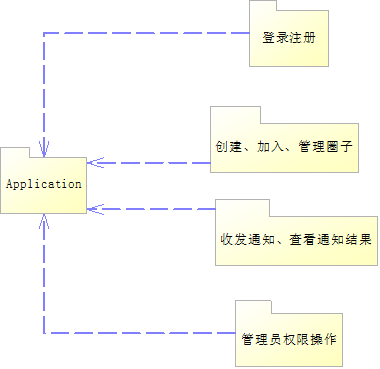 登录注册
创建、加入、管理圈子
Application
收发通知、查看通知结果
管理员权限操作